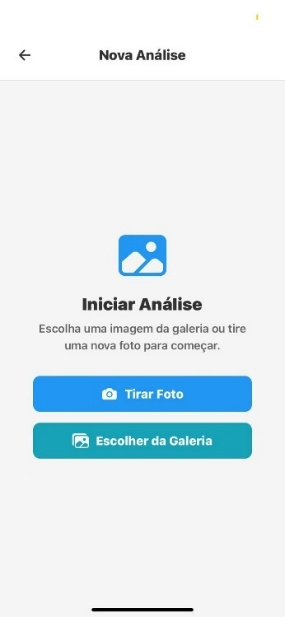 Nova Análise
Iniciar Análise
Escolha uma imagem da galeria ou tire
uma nova foto para começar.
Tirar Foto
Escolher da Galeria